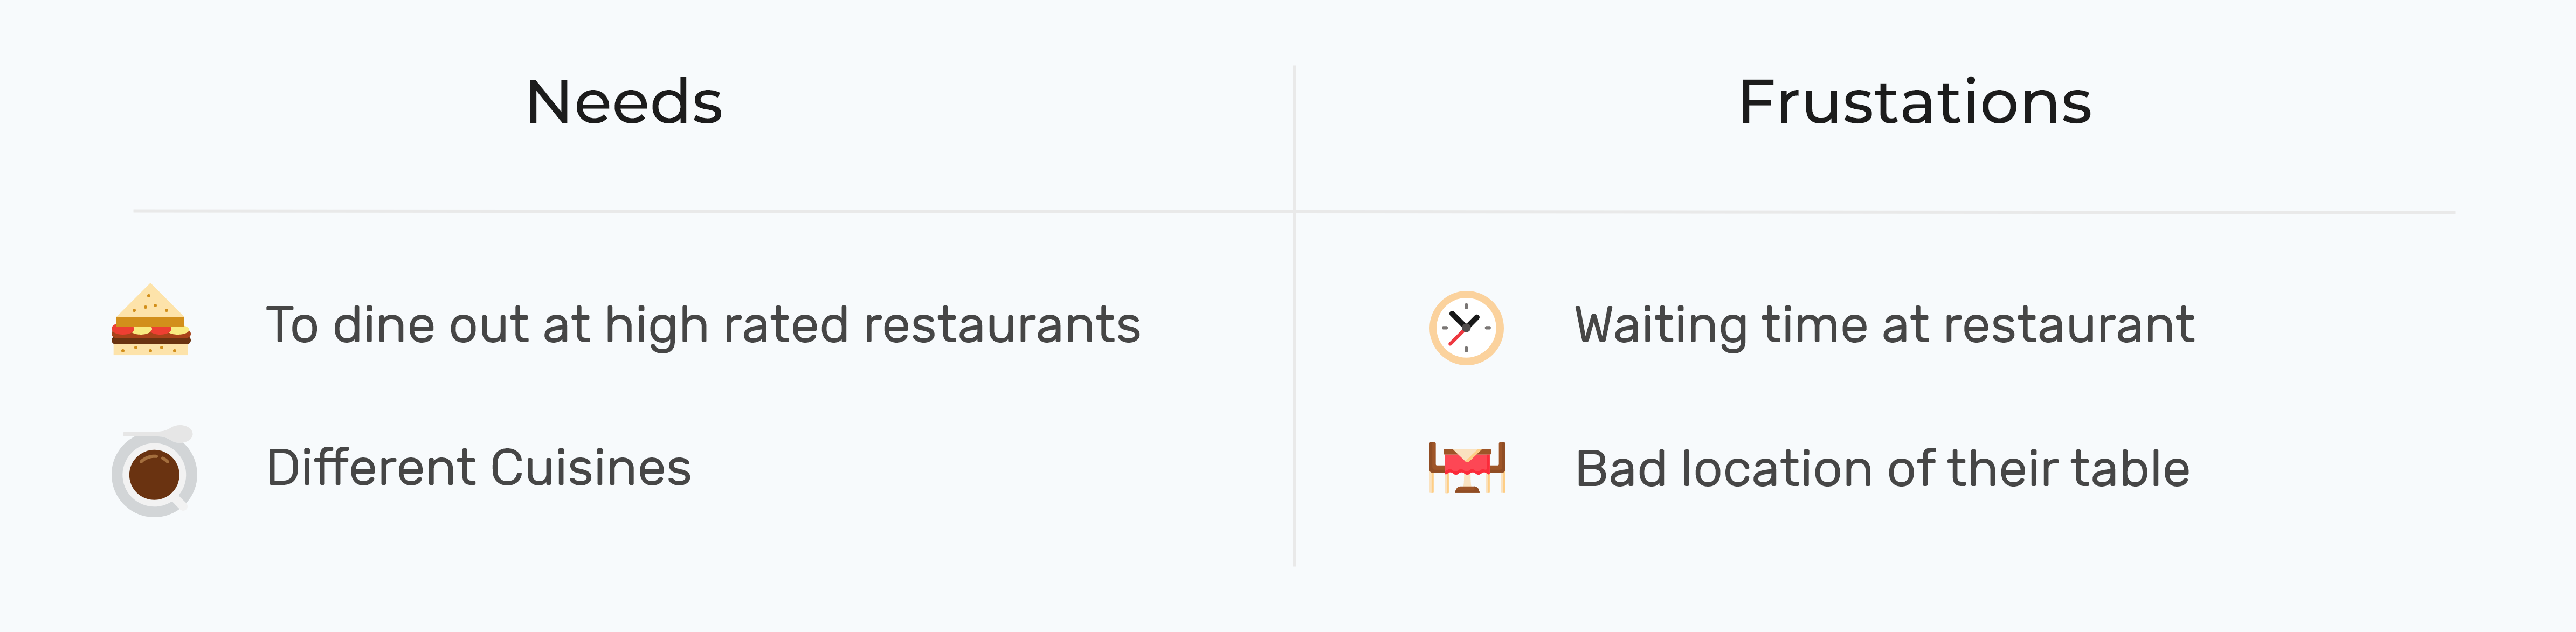 Needs
Frustations
To dine out at high rated restaurants
Waiting time at restaurant
Different Cuisines
Bad location of their table